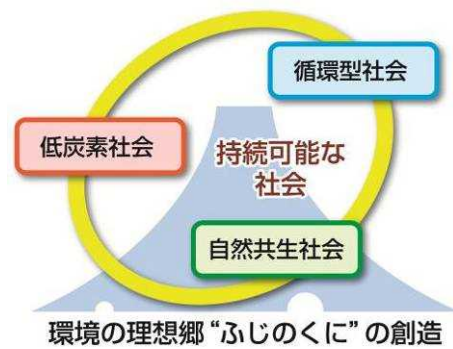 循環型社会
低炭素社会
持続可能な
社会
自然共生社会
環境の理想郷“ふじのくに”の創造